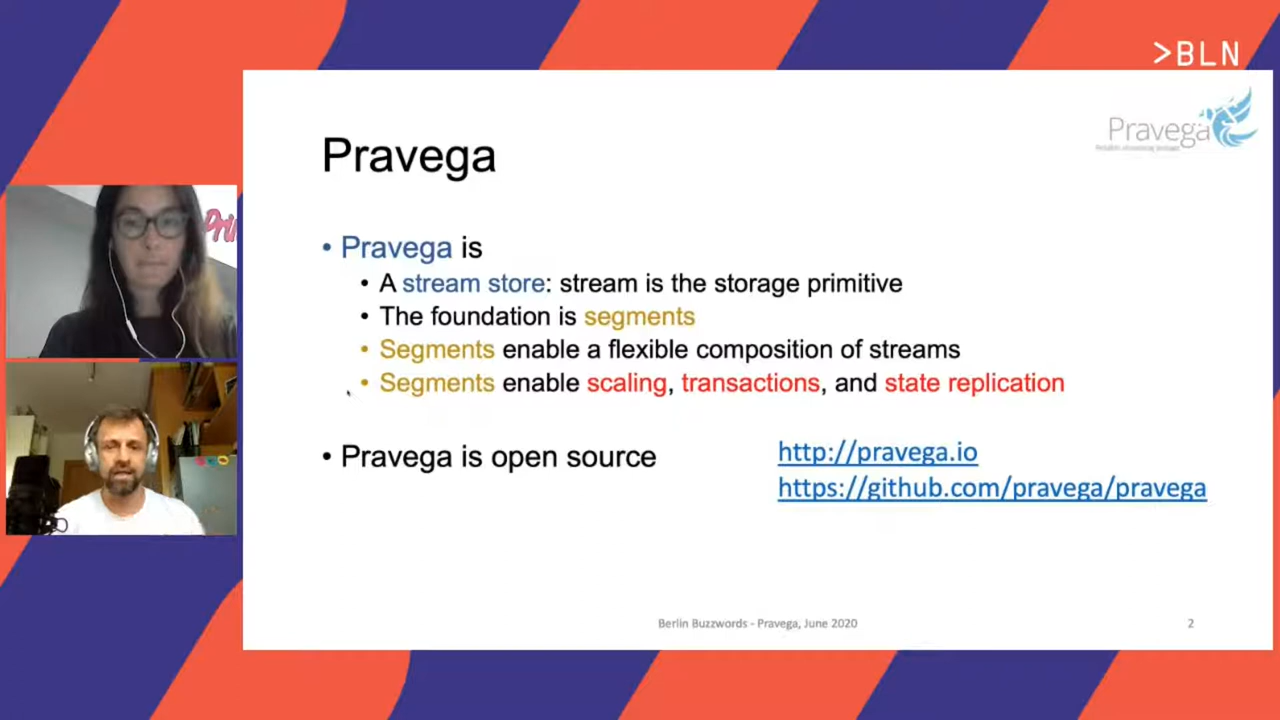 >BLN
Pravega
Pravega
• Pravega is
• A stream store: stream is the storage primitive
• The foundation is segments
• Segments enable a flexible composition of streams
• Segments enable scaling, transactions, and state replication
• Pravega is open source
http://pravega.io
https://github.com/pravega/pravega
Berlin Buzzwords - Pravega, June 2020
2